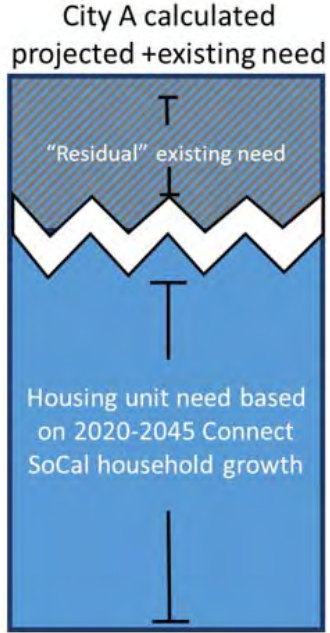 City A calculated
projected +existing need
“Residual” existing need
Housing unit need based
on 2020-2045 Connect
SoCal household growth